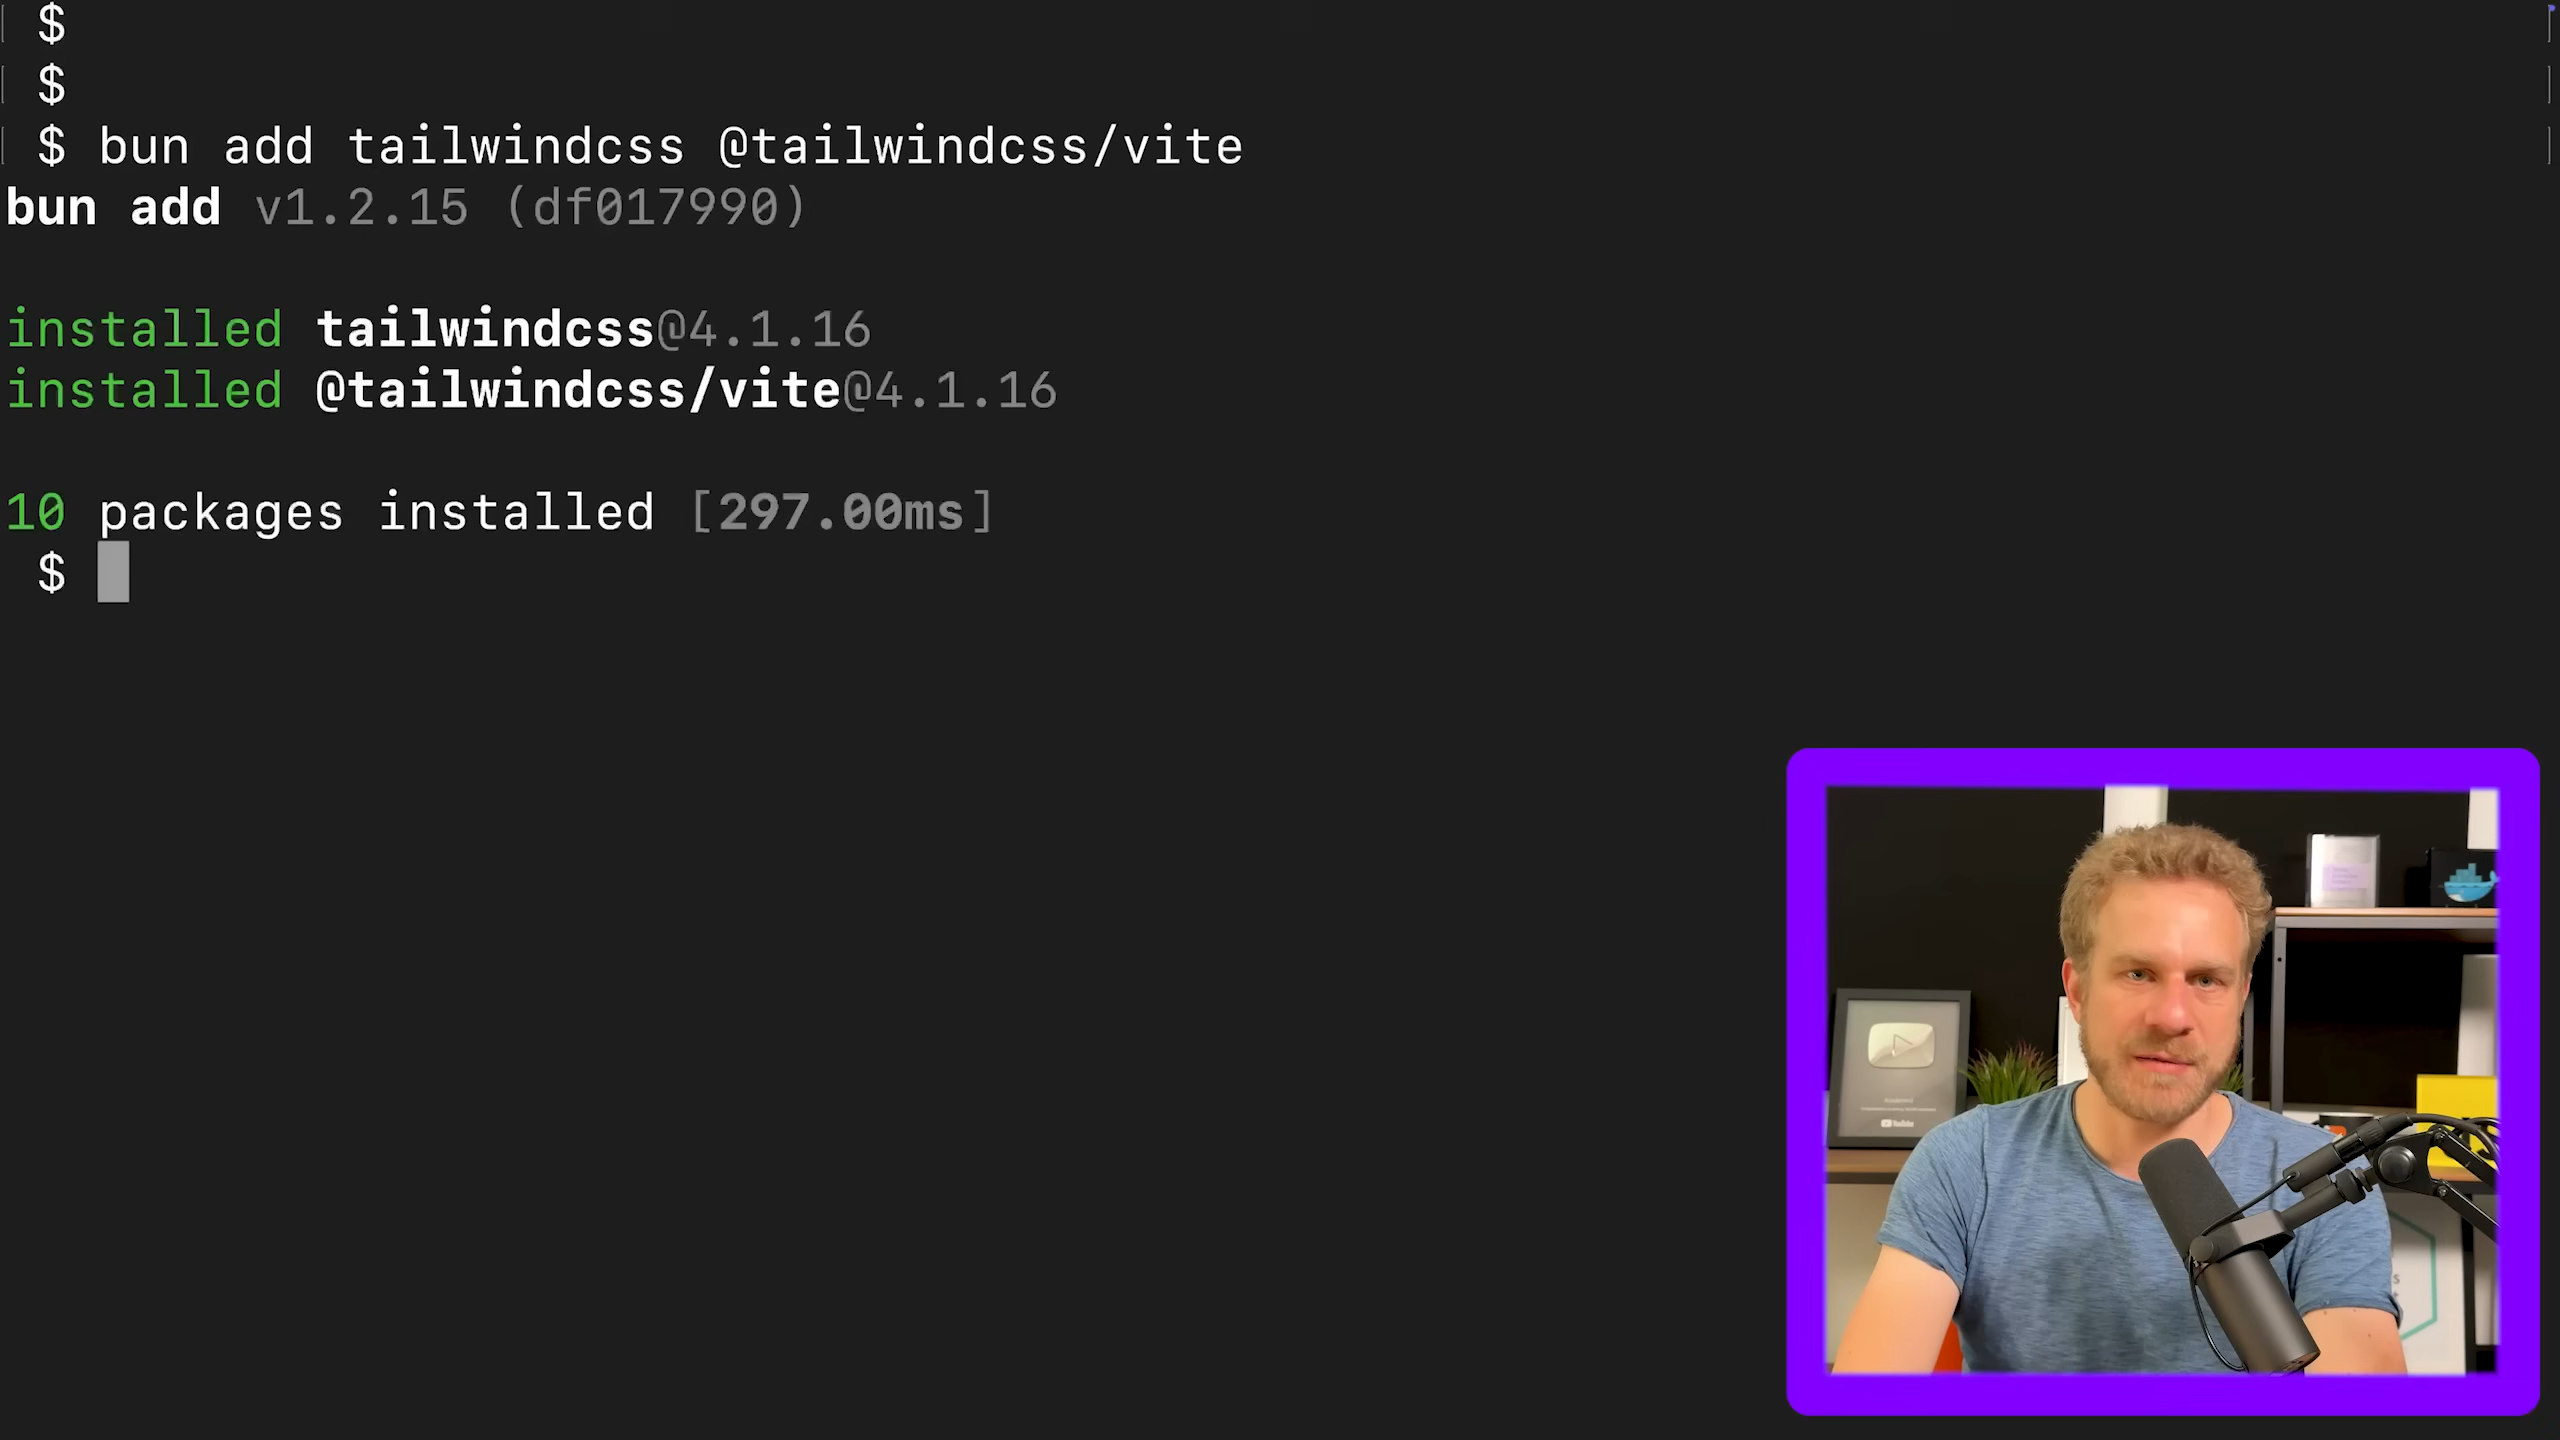 $
$
$ bun add tailwindcss @tailwindcss/vite
bun add v1.2.15 (df017990)
installed tailwindcss@4.1.16
installed @tailwindcss/vite@4.1.16
10 packages installed [297.00ms]
$
YouTube